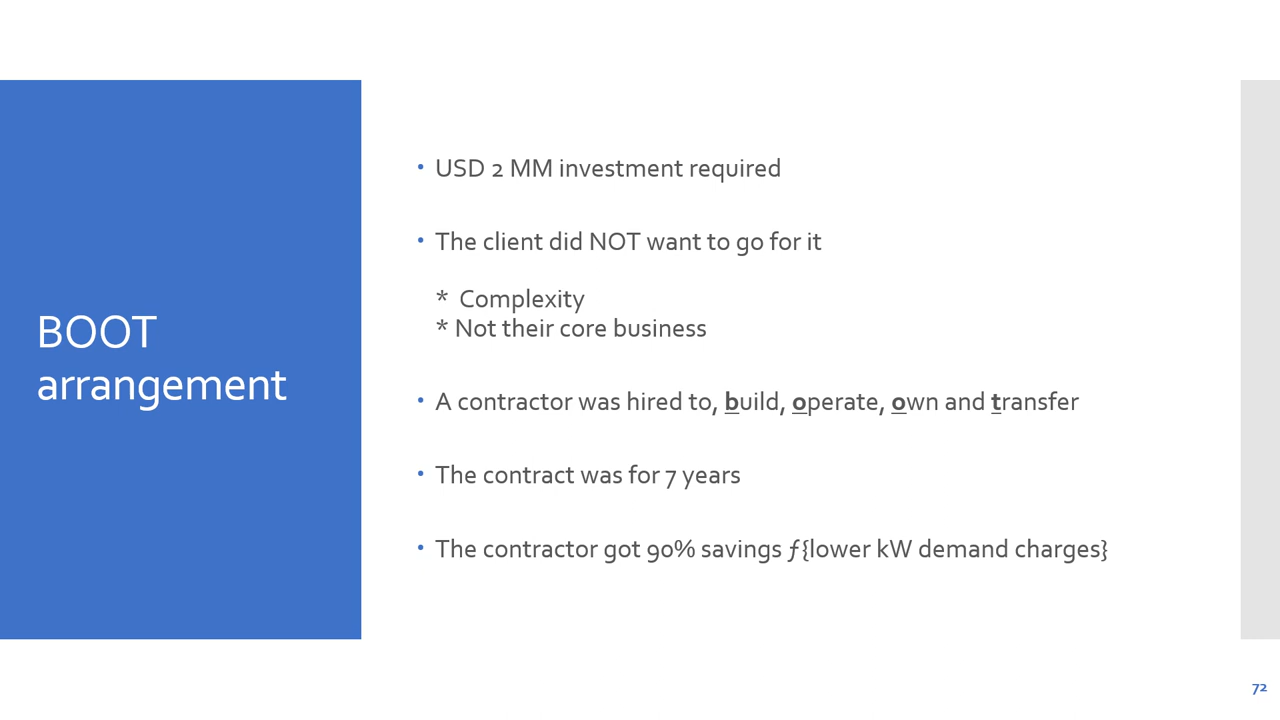 BOOT
arrangement
• USD 2 MM investment required
• The client did NOT want to go for it
* Complexity
* Not their core business
• A contractor was hired to, build, operate, own and transfer
• The contract was for 7 years
• The contractor got 90% savings ƒ{lower kW demand charges}
72